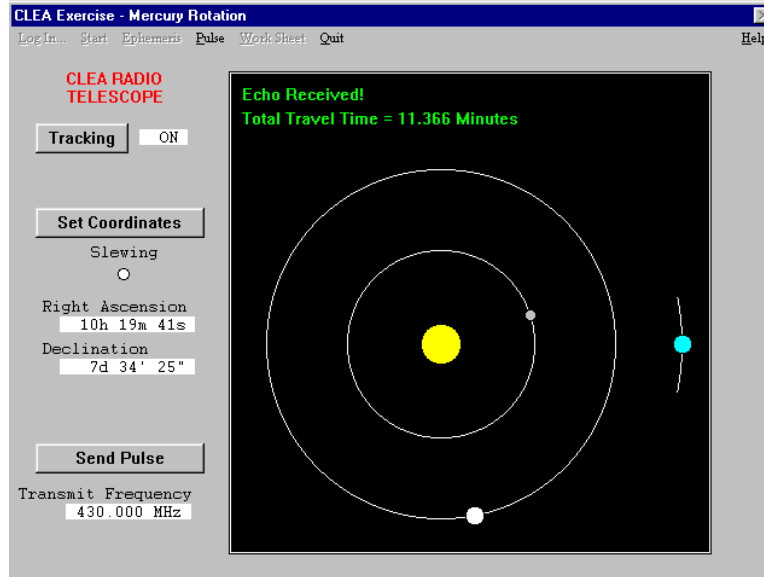 CLEA Exercise - Mercury Rotation
Log In... Start Ephemeris Pulse Work Sheet Quit Help
CLEA RADIO
TELESCOPE
Echo Received!
Total Travel Time = 11.366 Minutes
Tracking ON
Set Coordinates
Slewing
Right Ascension
10h 19m 41s
Declination
7d 34' 25"
Send Pulse
Transmit Frequency
430.000 MHz